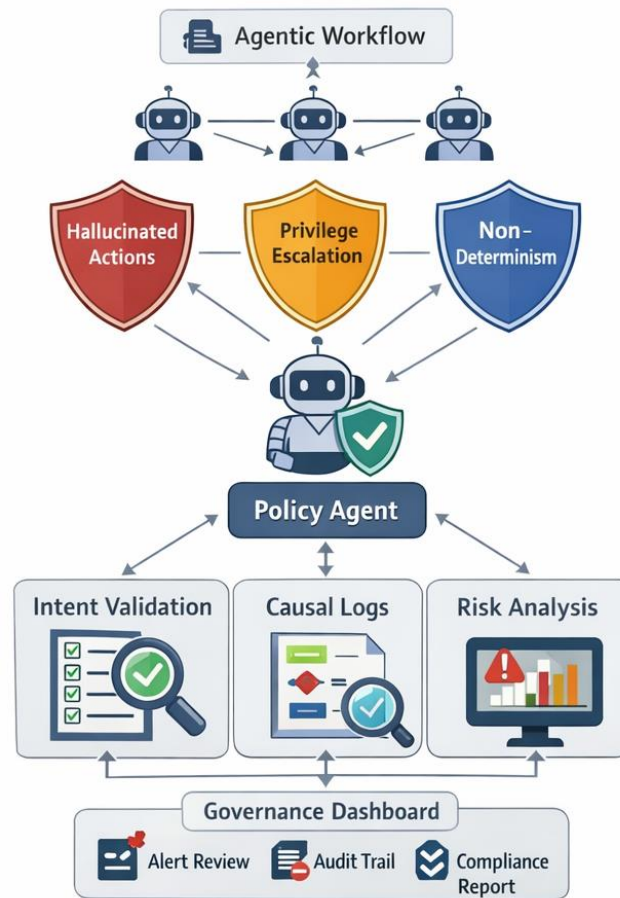 Agentic Workflow
Hallucinated
Actions
Privilege
Escalation
Non-
Determinism
Policy Agent
Intent Validation
Causal Logs
Risk Analysis
Governance Dashboard
Alert Review
Audit Trail
Compliance
Report